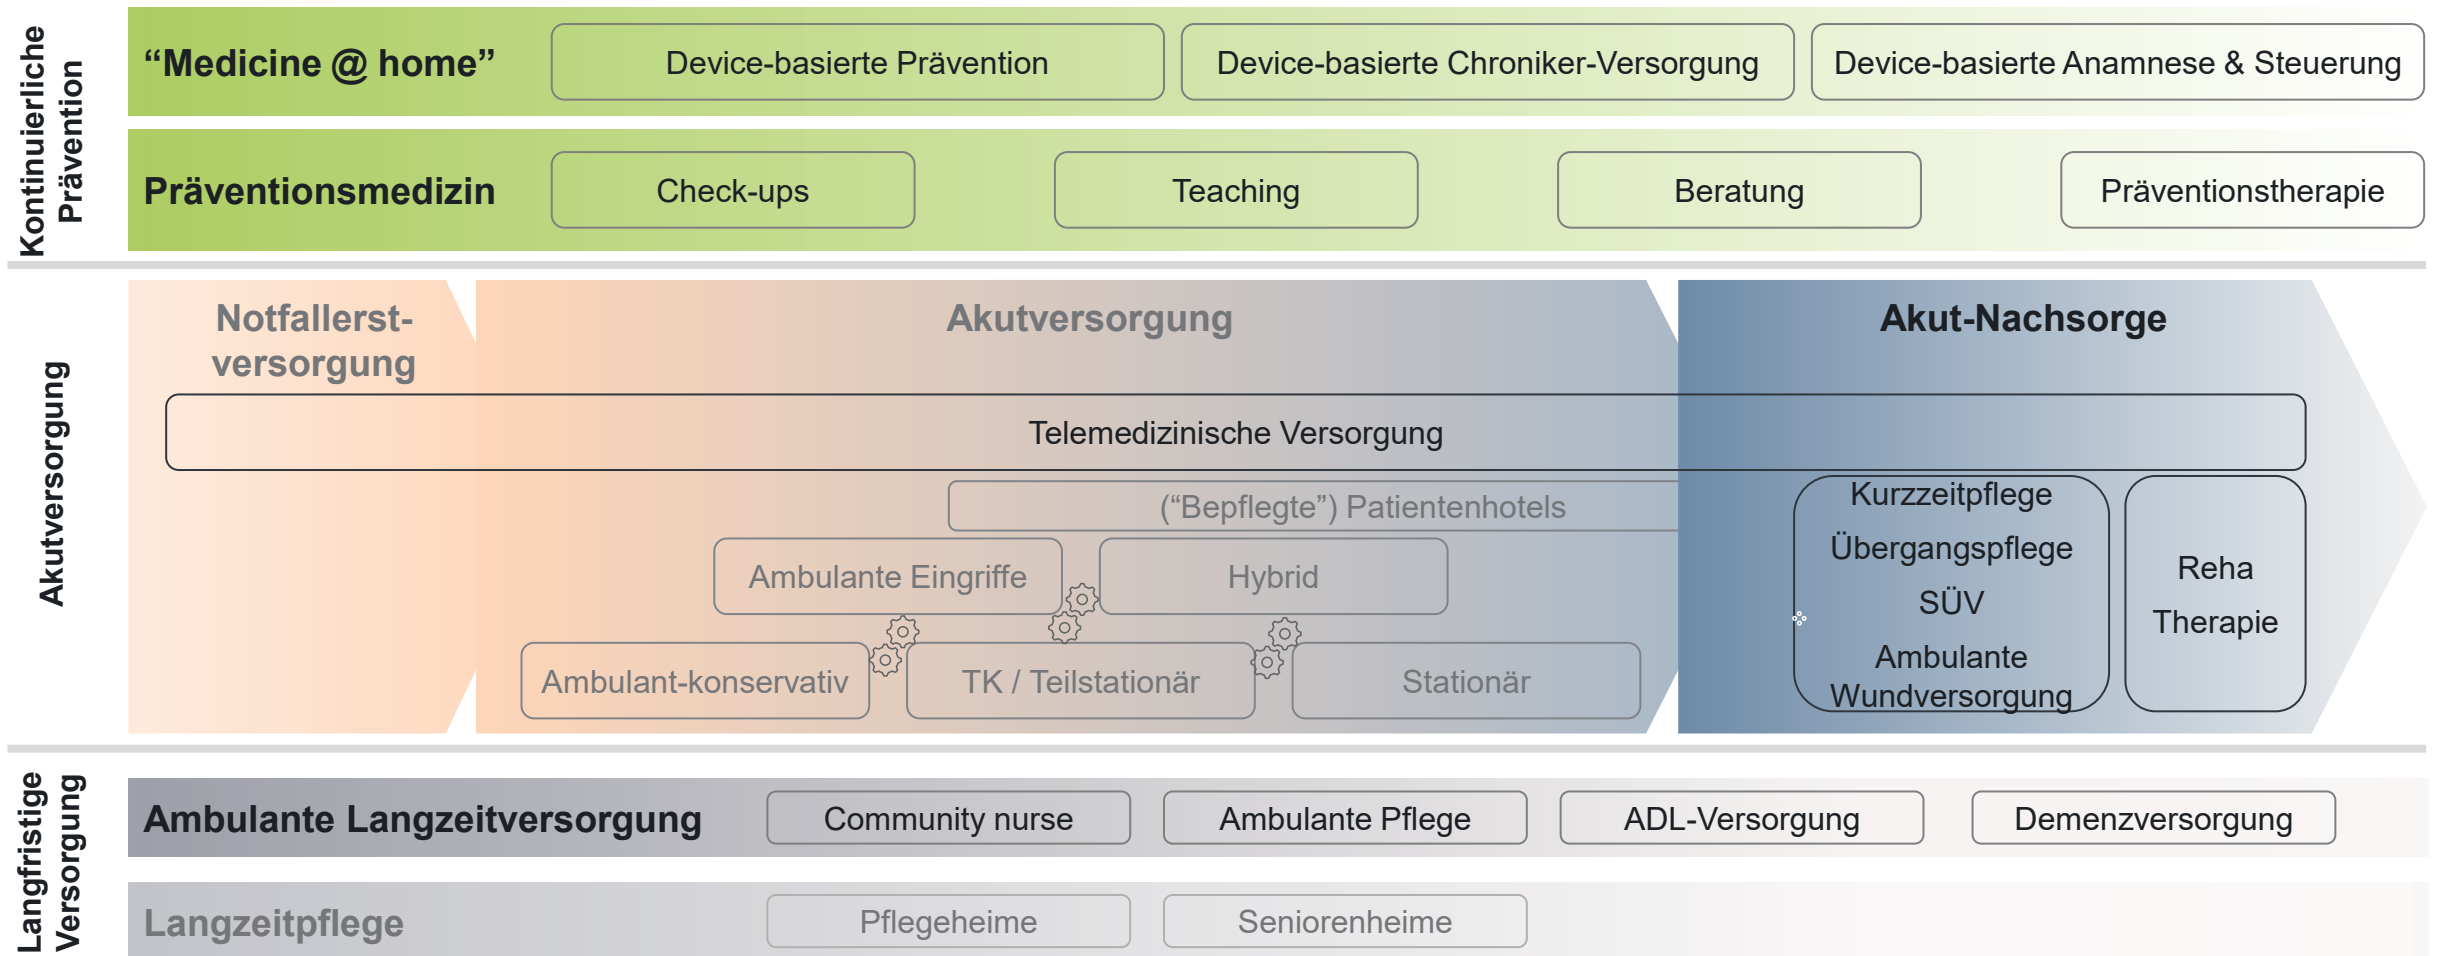 Kontinuierliche
Prävention
“Medicine @ home”
Device-basierte Prävention
Device-basierte Chroniker-Versorgung
Device-basierte Anamnese & Steuerung
Präventionsmedizin
Check-ups
Teaching
Beratung
Präventionstherapie
Akutversorgung
Notfallerst-
versorgung
Akutversorgung
Akut-Nachsorge
Telemedizinische Versorgung
(“Bepflegte”) Patientenhotels
Ambulante Eingriffe
Hybrid
Ambulant-konservativ
TK / Teilstationär
Stationär
Kurzzeitpflege
Übergangspflege
SÜV
Ambulante
Wundversorgung
Reha
Therapie
Langfristige
Versorgung
Ambulante Langzeitversorgung
Community nurse
Ambulante Pflege
ADL-Versorgung
Demenzversorgung
Langzeitpflege
Pflegeheime
Seniorenheime